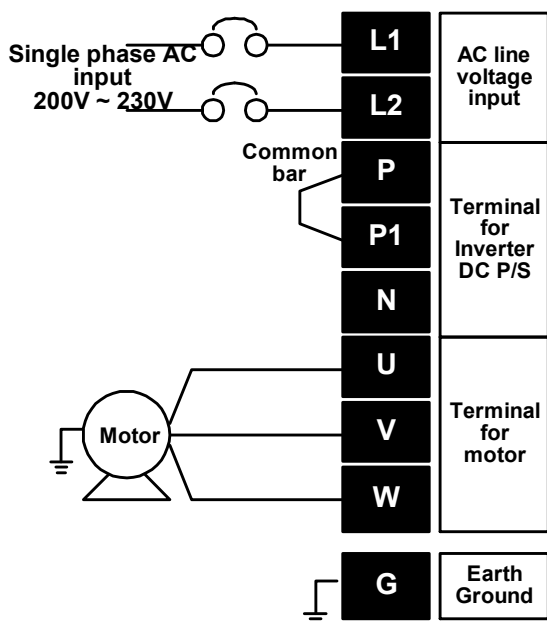 Single phase AC
input
200V ~ 230V
L1
L2
AC line
voltage
input
Common
bar
P
P1
N
Terminal
for
Inverter
DC P/S
Motor
U
V
W
Terminal
for
motor
G
Earth
Ground